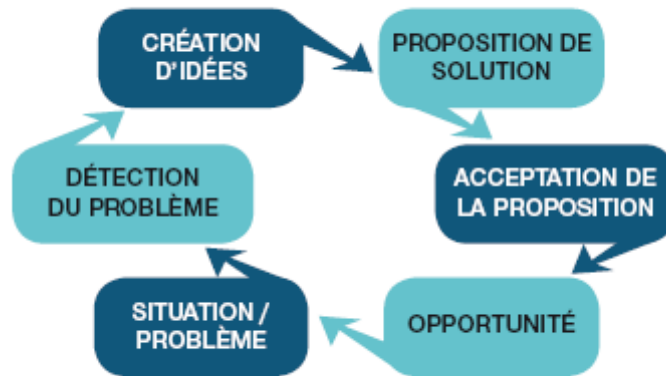 CRÉATION
D'IDÉES
PROPOSITION DE
SOLUTION
ACCEPTATION DE
LA PROPOSITION
OPPORTUNITÉ
SITUATION /
PROBLÈME
DÉTECTION
DU PROBLÈME